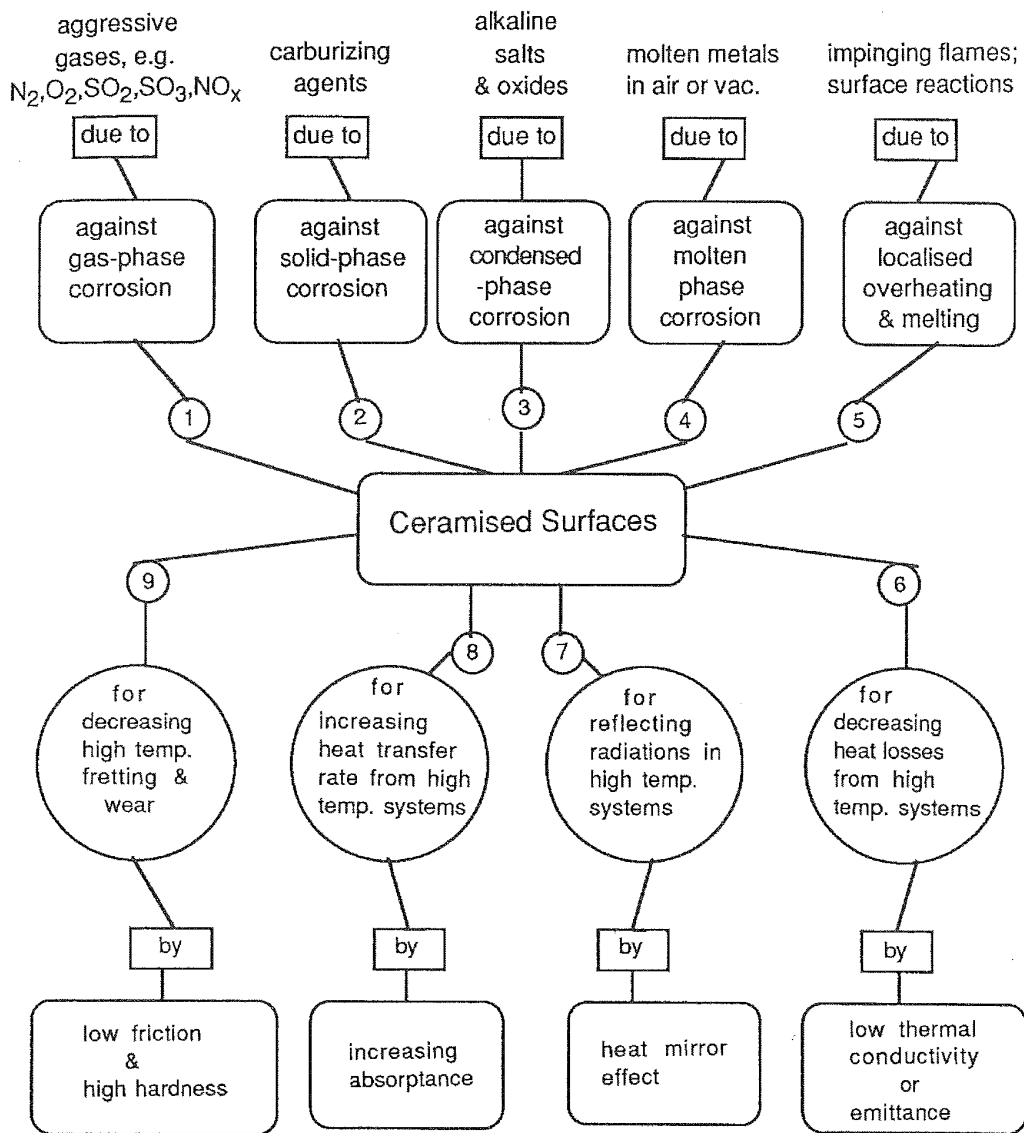 aggressive
gases, e.g.
N₂,O₂,SO₂,SO₃,NOₓ
carburizing
agents
alkaline
salts
& oxides
molten metals
in air or vac.
impinging flames;
surface reactions
due to
due to
due to
due to
due to
against
gas-phase
corrosion
against
solid-phase
corrosion
against
condensed
-phase
corrosion
against
molten
phase
corrosion
against
localised
overheating
& melting
1
2
3
4
5
Ceramised Surfaces
9
8
7
6
for
decreasing
high temp.
fretting &
wear
for
increasing
heat transfer
rate from high
temp. systems
for
reflecting
radiations in
high temp.
systems
for
decreasing
heat losses
from high
temp. systems
by
by
by
by
low friction
&
high hardness
increasing
absorptance
heat mirror
effect
low thermal
conductivity
or
emittance